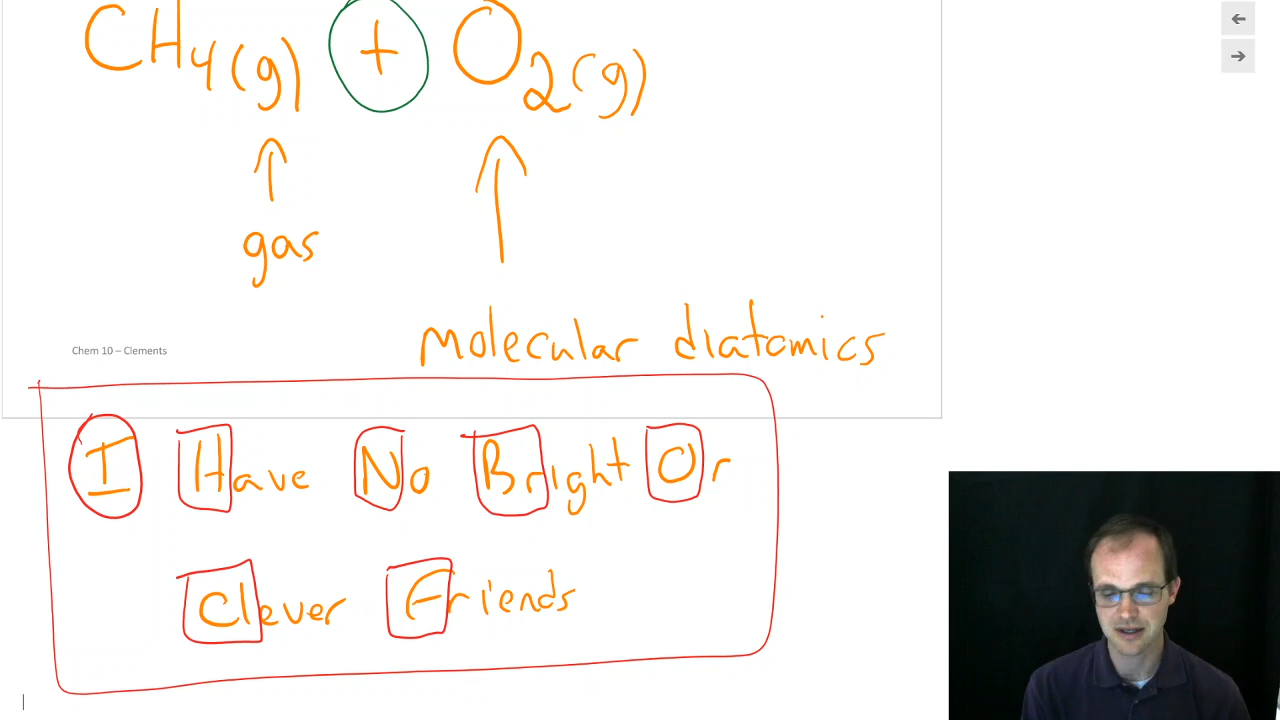 CH4(g) + O2(g)
gas
molecular diatomics
Chem 10 – Clements
I Have No Bright Or
Clever Friends